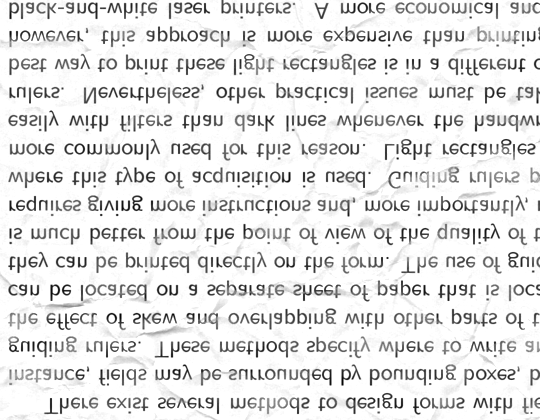 There exist several methods to design forms with fie
instance, fields may be surrounded by bounding boxes, b
guiding rulers. These methods specify where to write an
the effect of skew and overlapping with other parts of t
can be located on a separate sheet of paper that is loca
they can be printed directly on the form. The use of guid
is much better from the point of view of the quality of t
requires giving more instructions and, more importantly, r
where this type of acquisition is used. Guiding rulers p
more commonly used for this reason. Light rectangles
easily with filters than dark lines whenever the handwr
rulers. Nevertheless, other practical issues must be tak
best way to print these light rectangles is in a different c
however, this approach is more expensive than printing
black-and-white laser printers. A more economical and